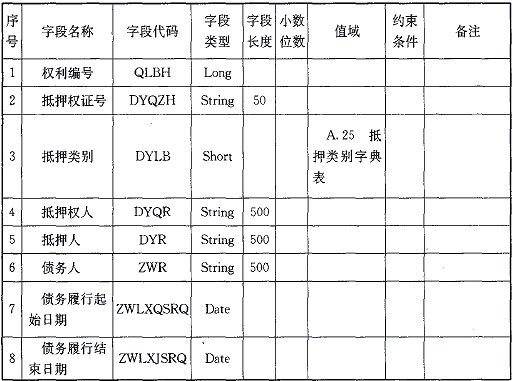 序号 字段名称 字段代码 字段类型 字段长度 小数位数 值域 约束条件 备注
1 权利编号 QLBH Long
2 抵押权证号 DYQZH String 50
3 抵押类别 DYLB Short A.25 抵押类别字典表
4 抵押权人 DYQR String 500
5 抵押人 DYR String 500
6 债务人 ZWR String 500
7 债务履行起始日期 ZWLXQSRQ Date
8 债务履行结束日期 ZWLXJSRQ Date